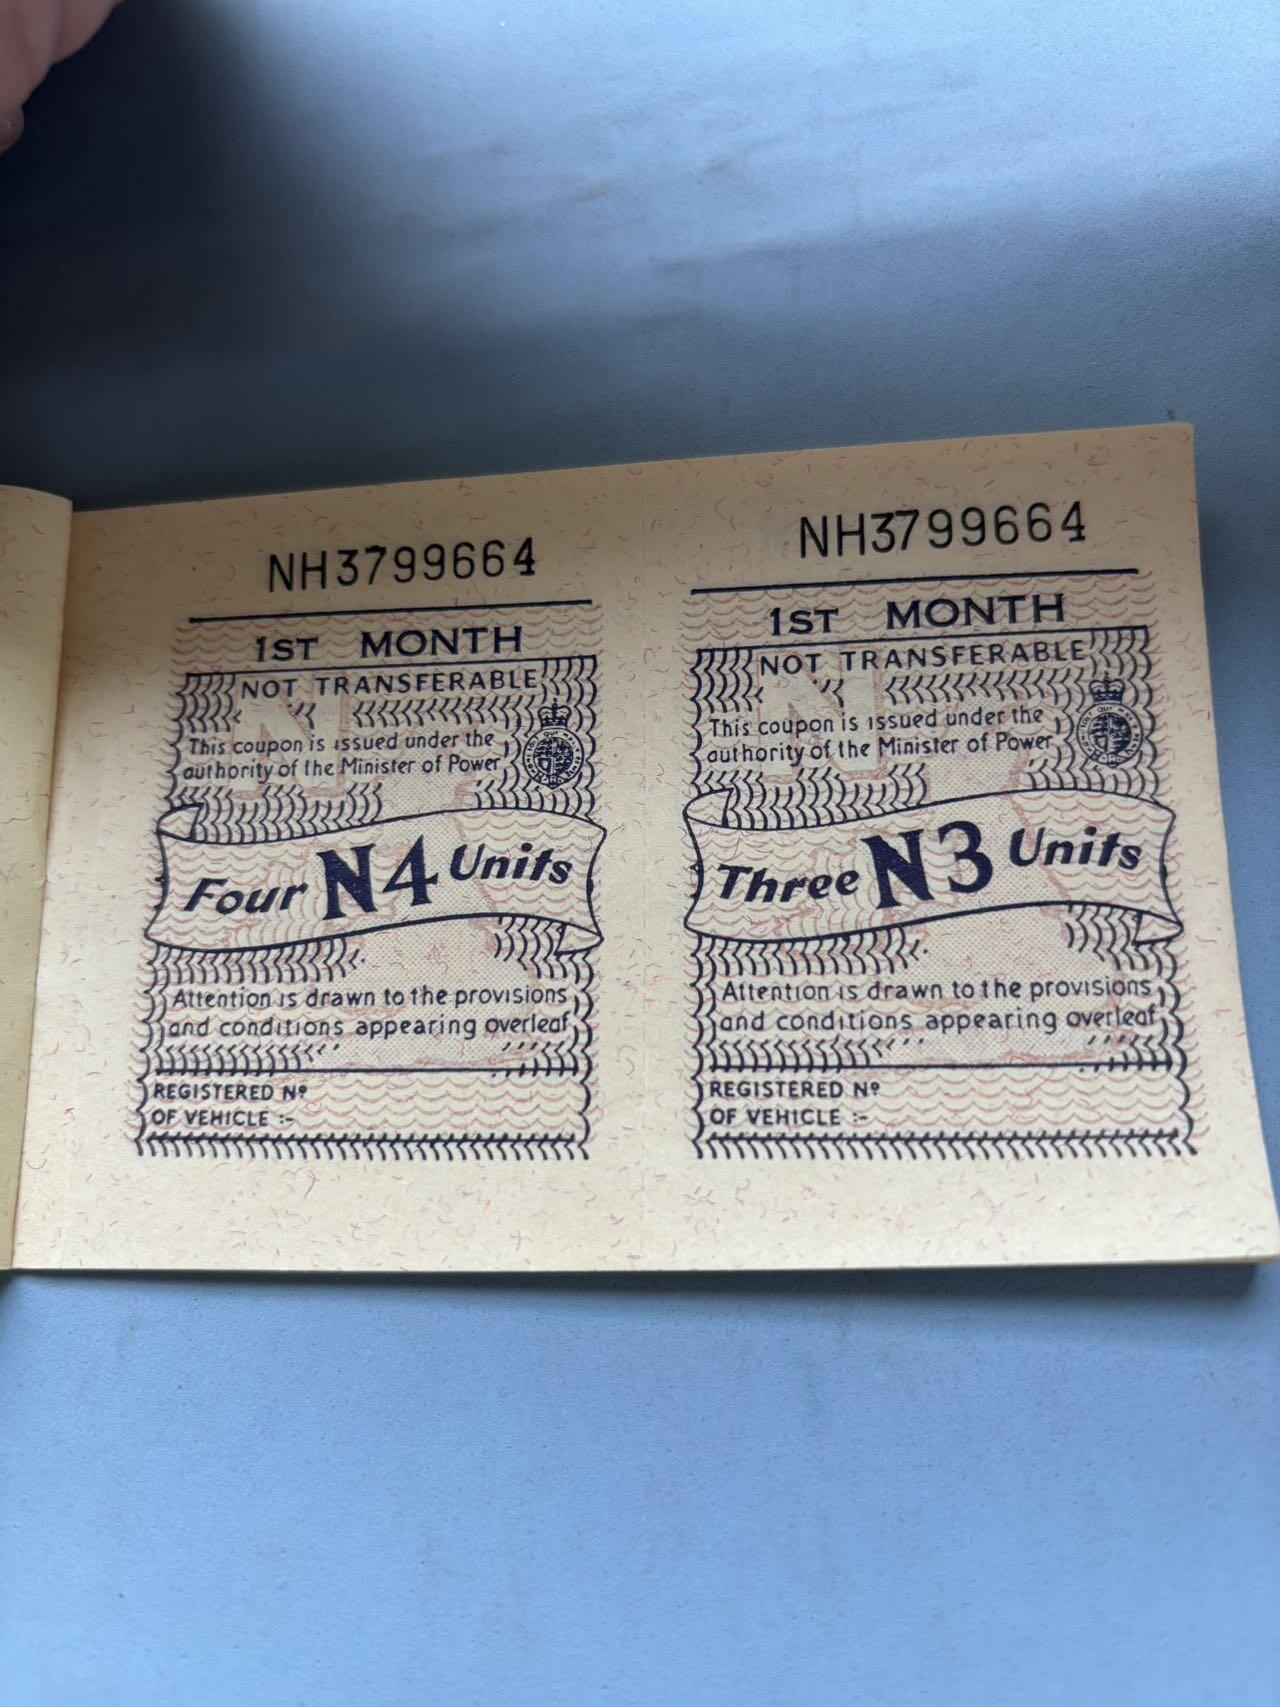 NH3799664
1ST MONTH
NOT TRANSFERABLE
N
This coupon is issued under the
authority of the Minister of Power
Four N4 Units
Attention is drawn to the provisions
and conditions appearing overleaf
REGISTERED Nº
OF VEHICLE :-
NH3799664
1ST MONTH
NOT TRANSFERABLE
N
This coupon is issued under the
authority of the Minister of Power
Three N3 Units
Attention is drawn to the provisions
and conditions appearing overleaf
REGISTERED Nº
OF VEHICLE :-